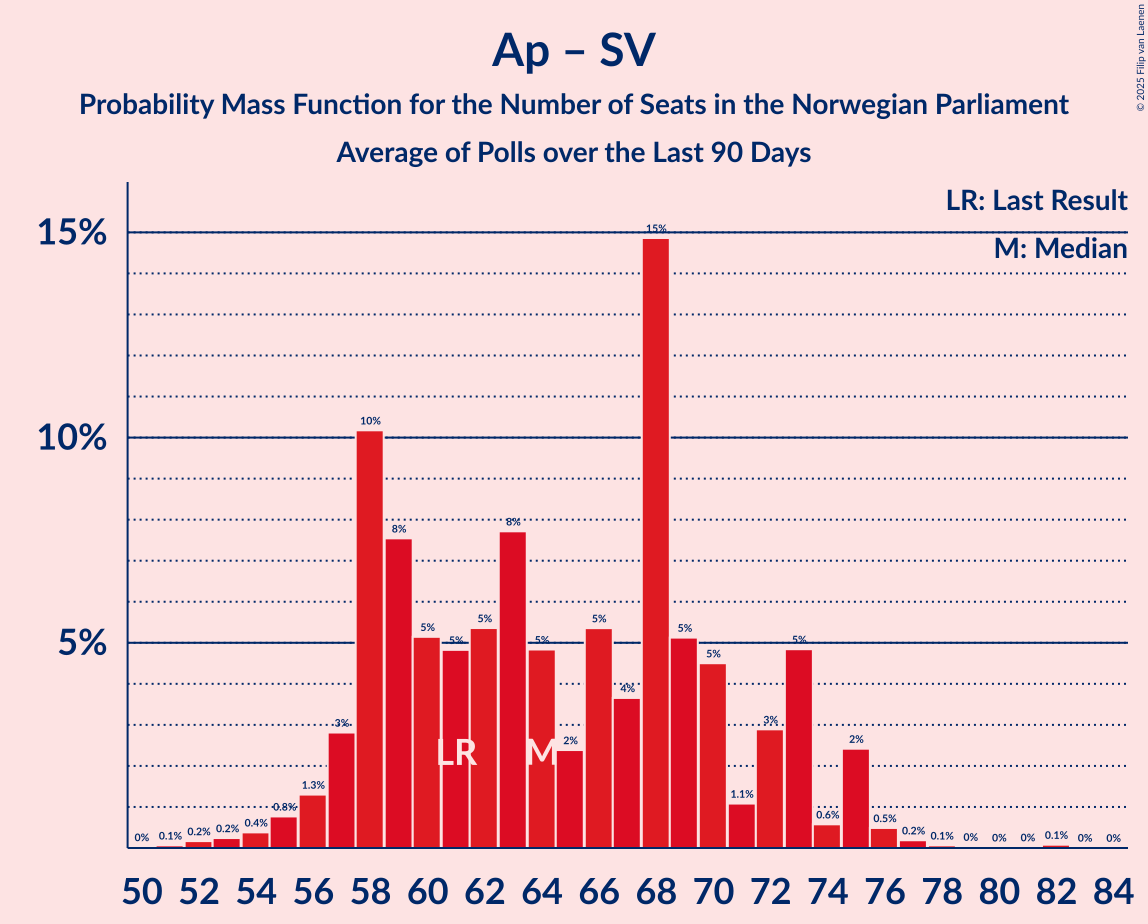 Ap – SV
Probability Mass Function for the Number of Seats in the Norwegian Parliament
Average of Polls over the Last 90 Days
© 2025 Filip van Laenen
LR: Last Result
M: Median
15%
10%
5%
0% 0.1% 0.2% 0.2% 0.4% 0.8% 1.3% 3% 10% 8% 5% 5% 5% 8% 5% 2% 5% 4% 15% 5% 5% 1.1% 3% 5% 0.6% 2% 0.5% 0.2% 0.1% 0% 0% 0% 0.1% 0% 0%
LR M
50 52 54 56 58 60 62 64 66 68 70 72 74 76 78 80 82 84